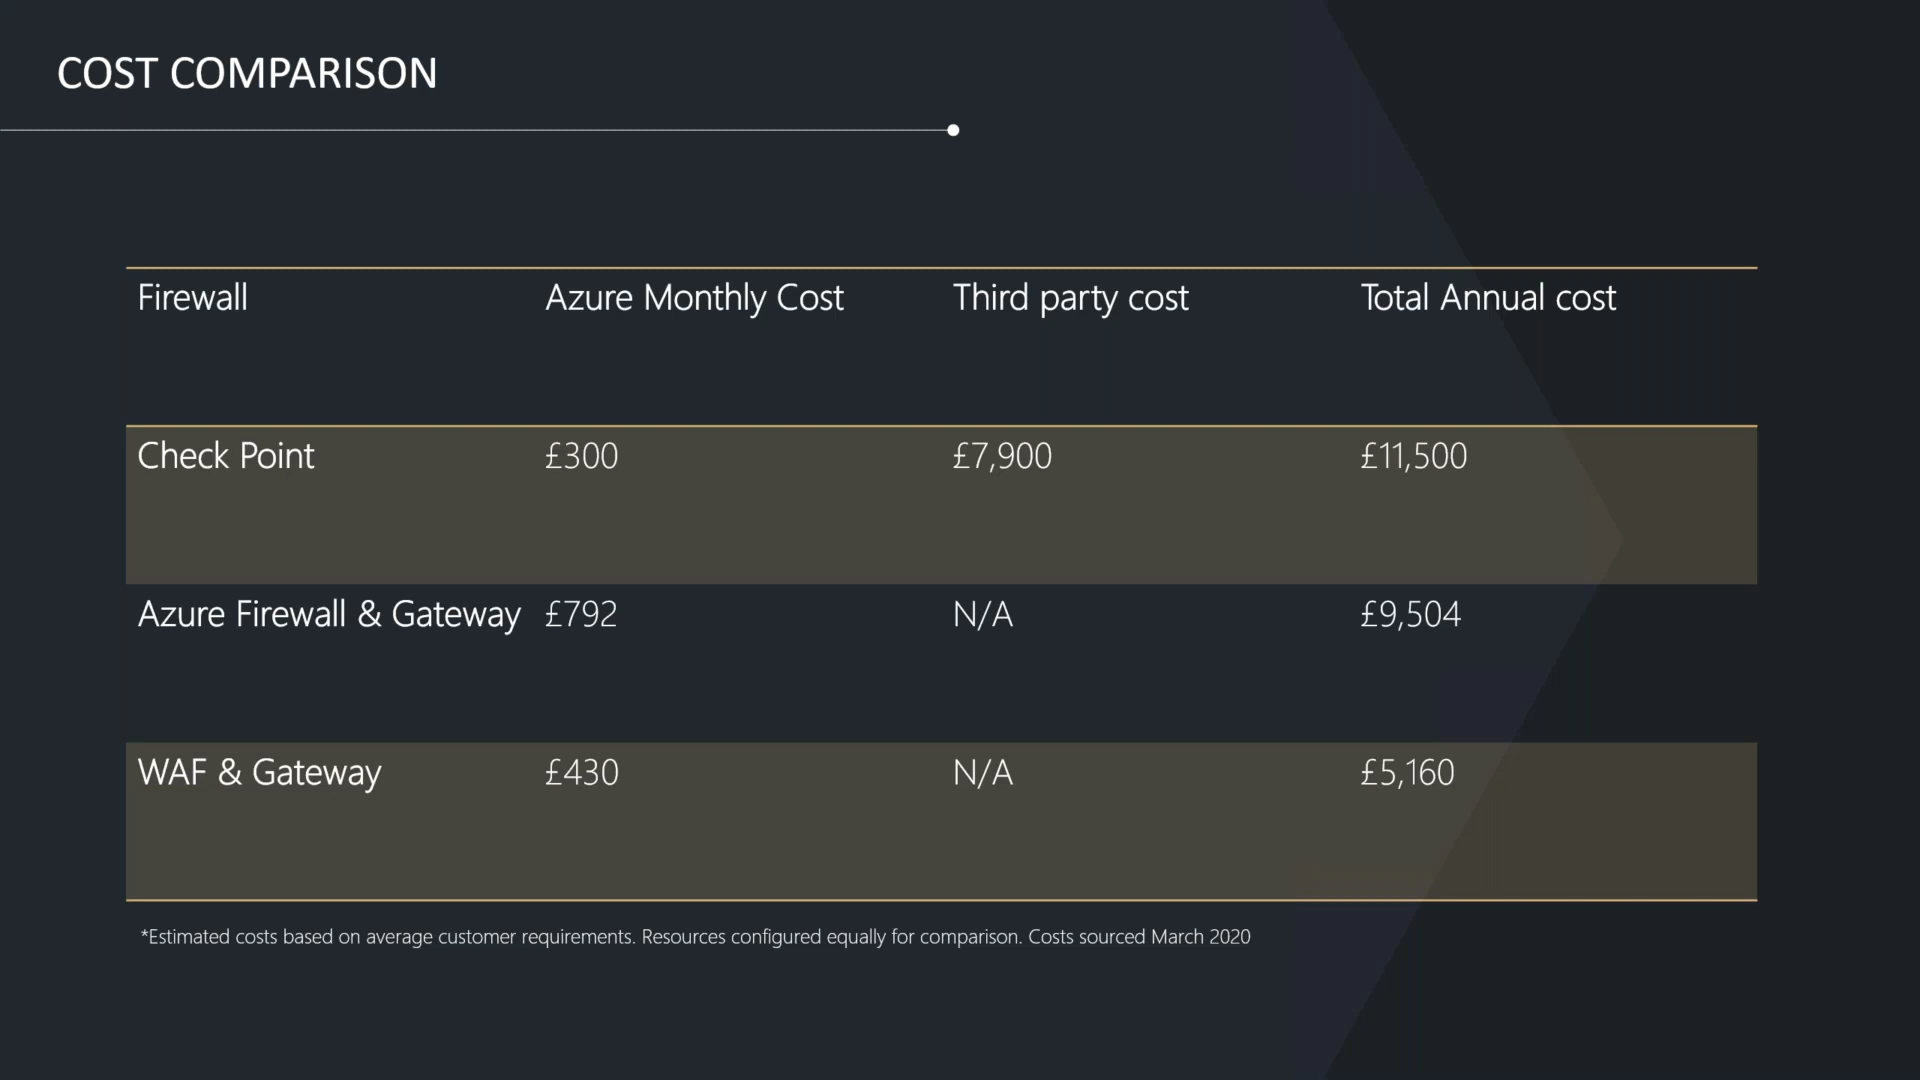 COST COMPARISON
Firewall Azure Monthly Cost Third party cost Total Annual cost
Check Point £300 £7,900 £11,500
Azure Firewall & Gateway £792 N/A £9,504
WAF & Gateway £430 N/A £5,160
*Estimated costs based on average customer requirements. Resources configured equally for comparison. Costs sourced March 2020